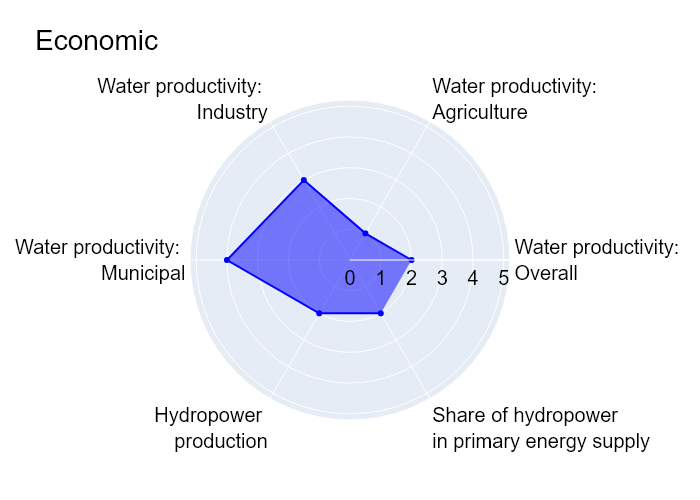 Economic
Water productivity:
Industry
Water productivity:
Agriculture
Water productivity:
Municipal
Water productivity:
Overall
0 1 2 3 4 5
Hydropower
production
Share of hydropower
in primary energy supply